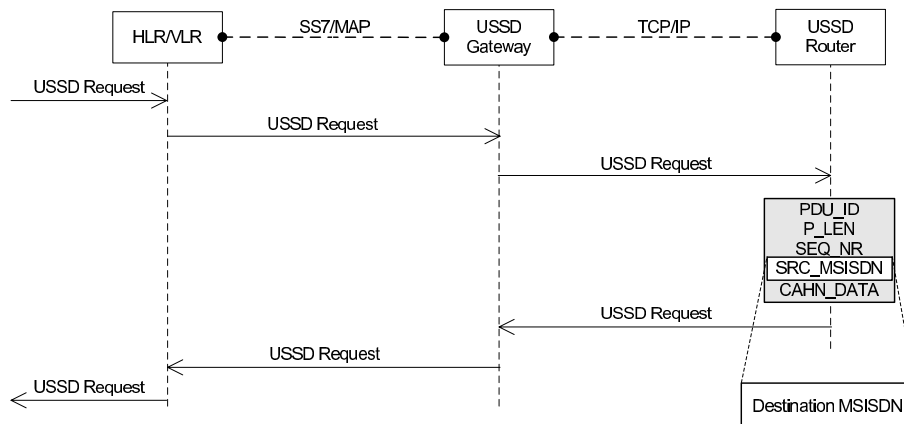 HLR/VLR
SS7/MAP
USSD
Gateway
TCP/IP
USSD
Router
USSD Request
USSD Request
USSD Request
PDU_ID
P_LEN
SEQ_NR
SRC_MSISDN
CAHN_DATA
USSD Request
USSD Request
USSD Request
Destination MSISDN